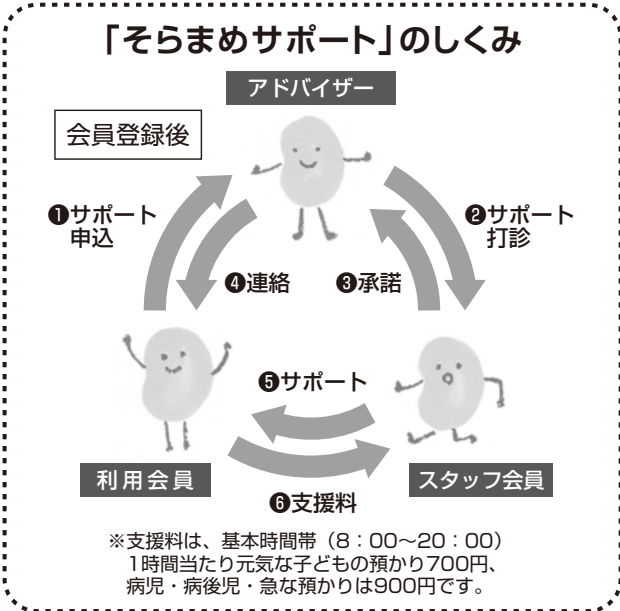 「そらまめサポート」のしくみ
アドバイザー
会員登録後
❶サポート
申込
❷サポート
打診
❹連絡
❸承諾
❺サポート
利用会員
スタッフ会員
❻支援料
※支援料は、基本時間帯（8：00～20：00）
1時間当たり元気な子どもの預かり700円、
病児・病後児・急な預かりは900円です。